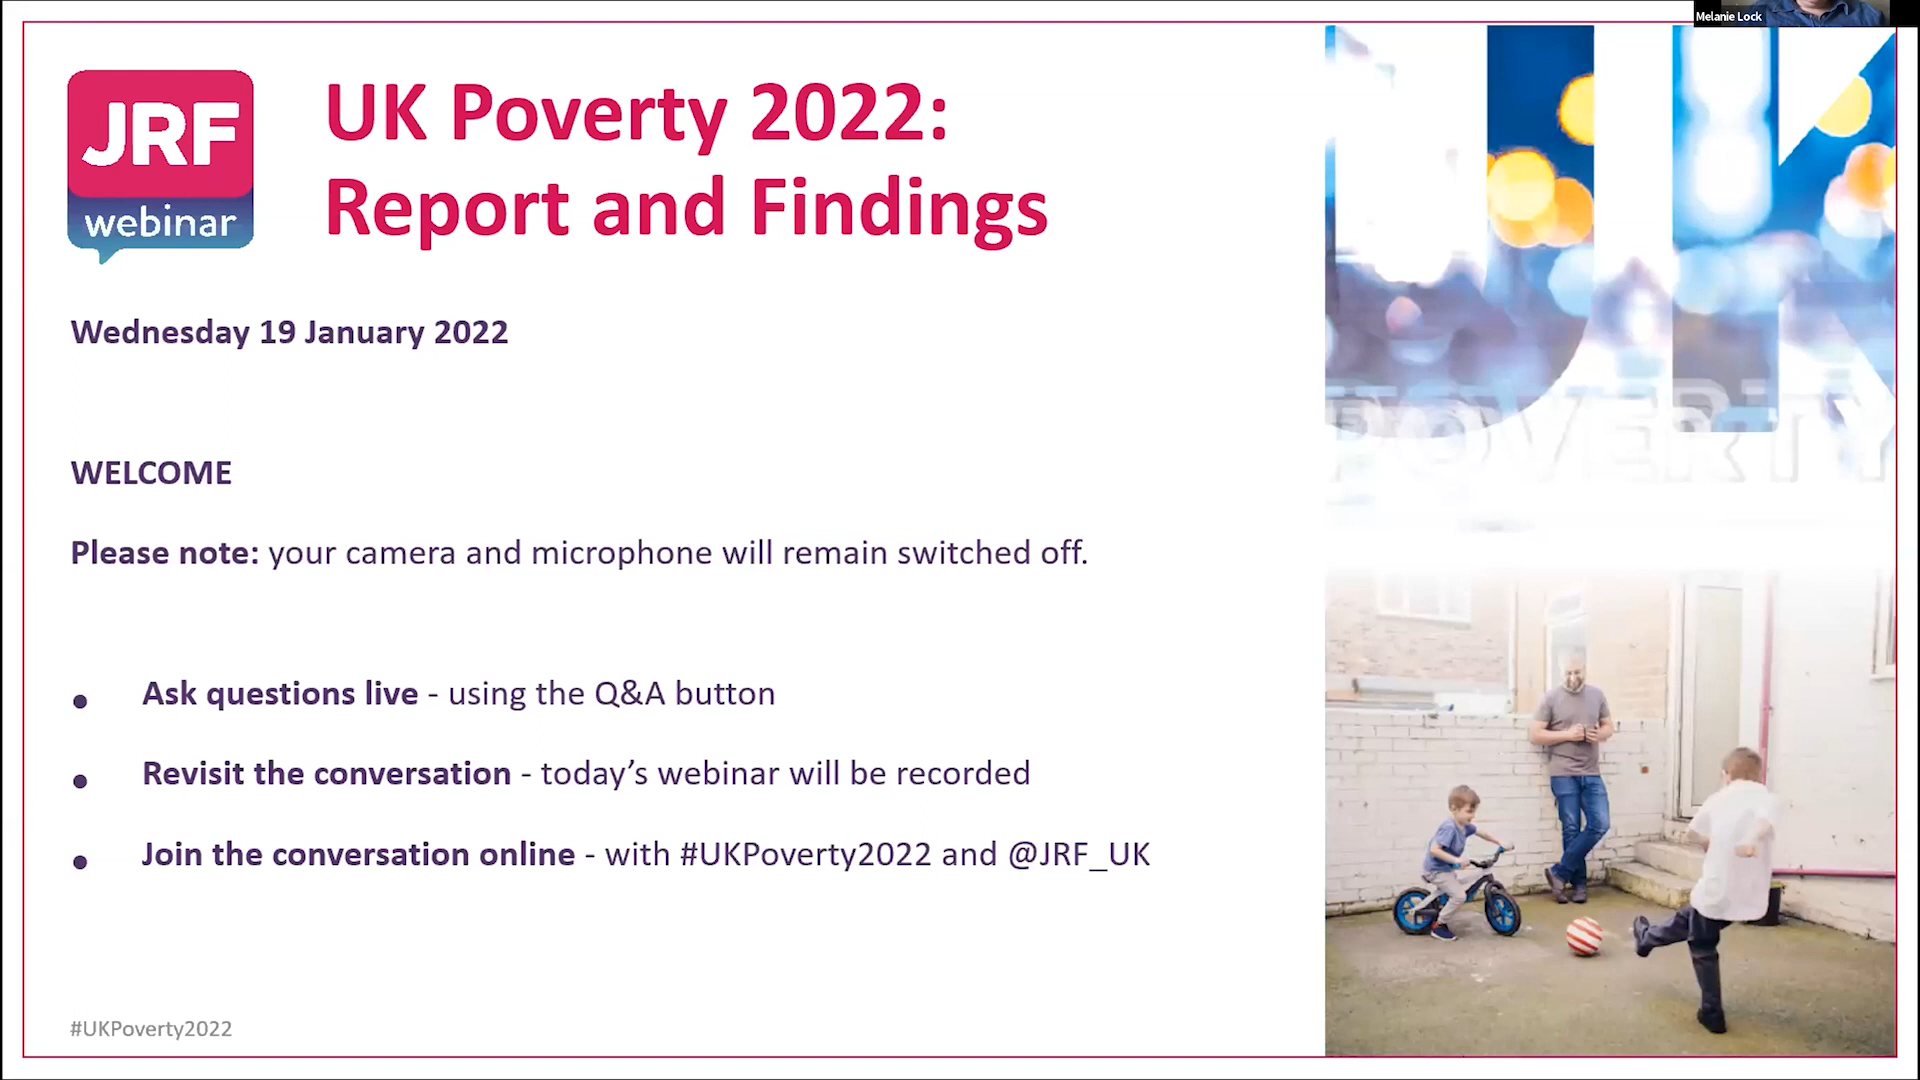 Melanie Lock
JRF
webinar
UK Poverty 2022:
Report and Findings
Wednesday 19 January 2022
WELCOME
Please note: your camera and microphone will remain switched off.
• Ask questions live - using the Q&A button
• Revisit the conversation - today’s webinar will be recorded
• Join the conversation online - with #UKPoverty2022 and @JRF_UK
#UKPoverty2022
UK
POVERTY